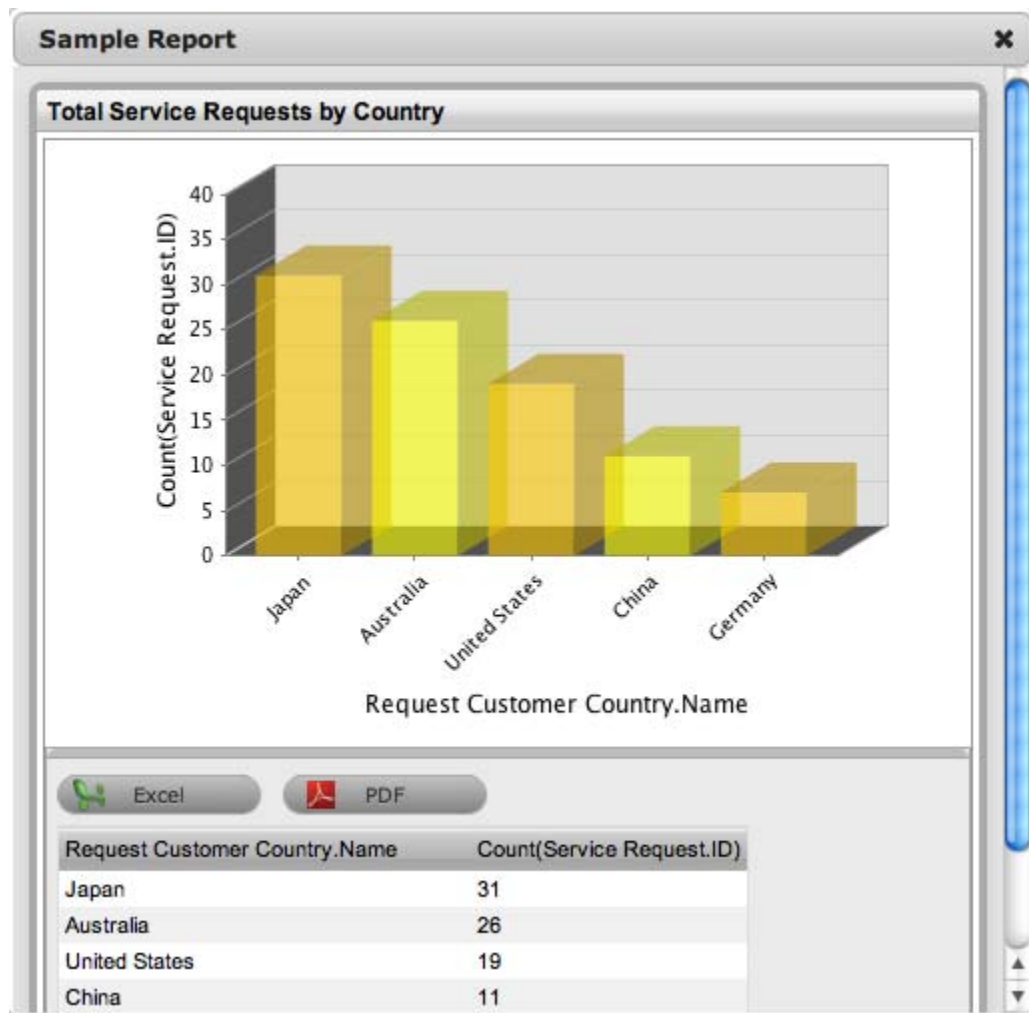 Sample Report
Total Service Requests by Country
Count(Service Request.ID)
40
35
30
25
20
15
10
5
0
Japan
Australia
United States
China
Germany
Request Customer Country.Name
Excel
PDF
Request Customer Country.Name Count(Service Request.ID)
Japan 31
Australia 26
United States 19
China 11